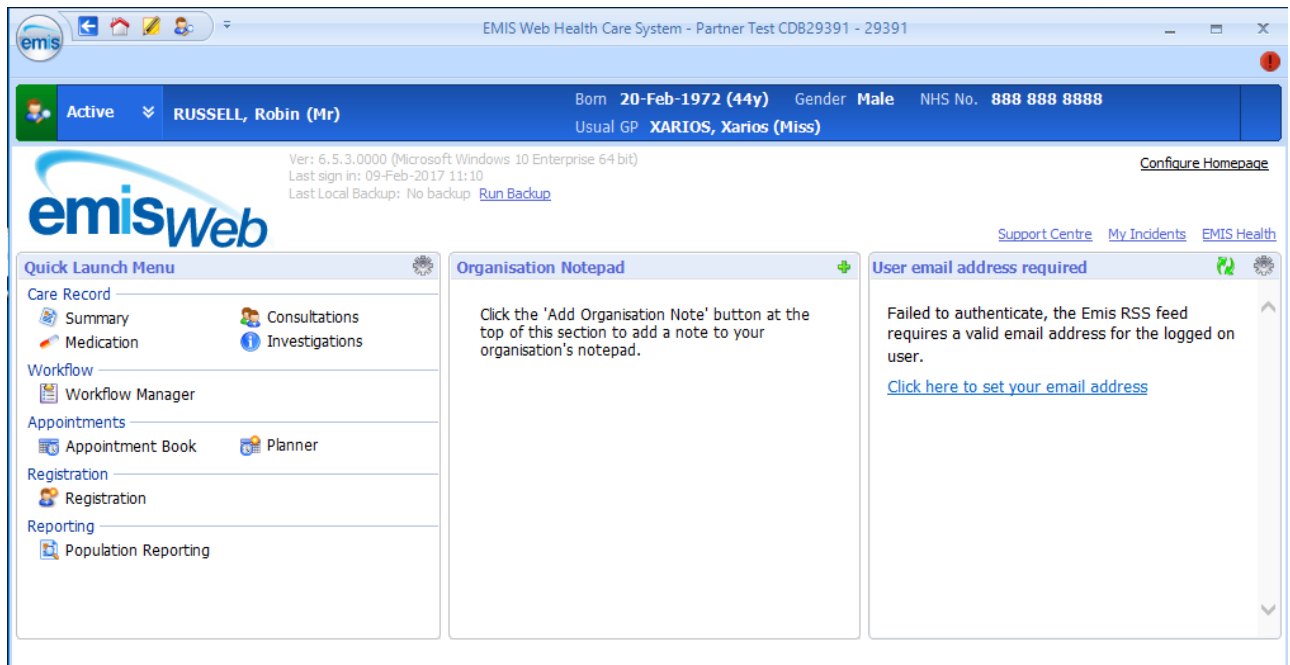 emis
EMIS Web Health Care System - Partner Test CDB29391 - 29391
Active RUSSELL, Robin (Mr)
Born 20-Feb-1972 (44y) Gender Male NHS No. 888 888 8888
Usual GP XARIOS, Xarios (Miss)
emisWeb
Ver: 6.5.3.0000 (Microsoft Windows 10 Enterprise 64 bit)
Last sign in: 09-Feb-2017 11:10
Last Local Backup: No backup Run Backup
Configure Homepage
Support Centre My Incidents EMIS Health
Quick Launch Menu
Care Record
Summary Consultations
Medication Investigations
Workflow
Workflow Manager
Appointments
Appointment Book Planner
Registration
Registration
Reporting
Population Reporting
Organisation Notepad
Click the 'Add Organisation Note' button at the
top of this section to add a note to your
organisation's notepad.
User email address required
Failed to authenticate, the Emis RSS feed
requires a valid email address for the logged on
user.
Click here to set your email address